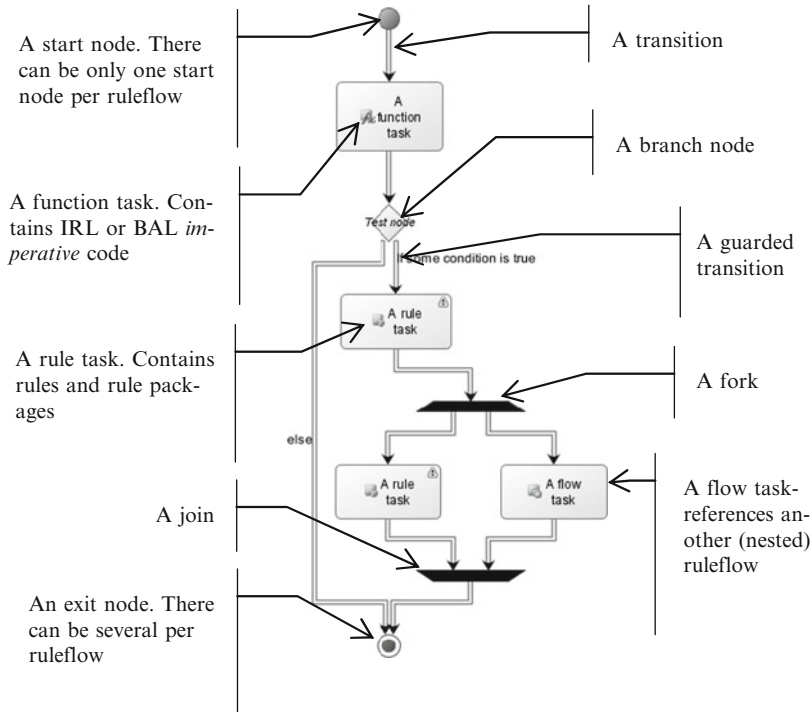 A start node. There
can be only one start
node per ruleflow
A transition
A
function
task
A branch node
A function task. Con-
tains IRL or BAL im-
perative code
Test node
A guarded
transition
If some condition is true
A rule
task
A rule task. Contains
rules and rule pack-
ages
A fork
else
A rule
task
A flow
task
A flow task-
references an-
other (nested)
ruleflow
A join
An exit node. There
can be several per
ruleflow